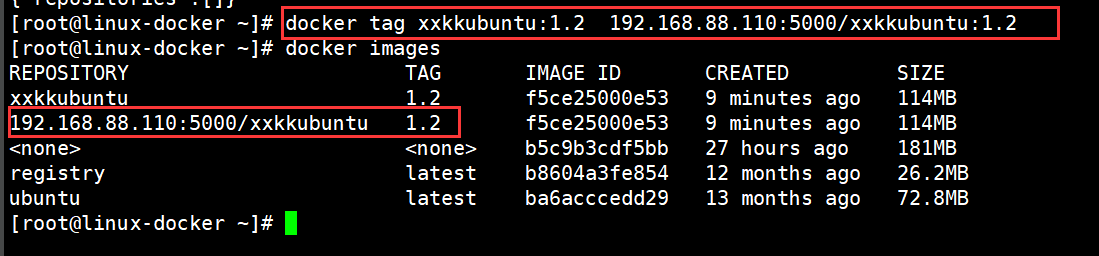 {"repositories":[]}
[root@linux-docker ~]# docker tag xxkkubuntu:1.2  192.168.88.110:5000/xxkkubuntu:1.2
[root@linux-docker ~]# docker images
REPOSITORY                       TAG       IMAGE ID       CREATED          SIZE
xxkkubuntu                       1.2       f5ce25000e53   9 minutes ago    114MB
192.168.88.110:5000/xxkkubuntu   1.2       f5ce25000e53   9 minutes ago    114MB
<none>                           <none>    b5c9b3cdf5bb   27 hours ago     181MB
registry                         latest    b8604a3fe854   12 months ago    26.2MB
ubuntu                           latest    ba6acccedd29   13 months ago    72.8MB
[root@linux-docker ~]#